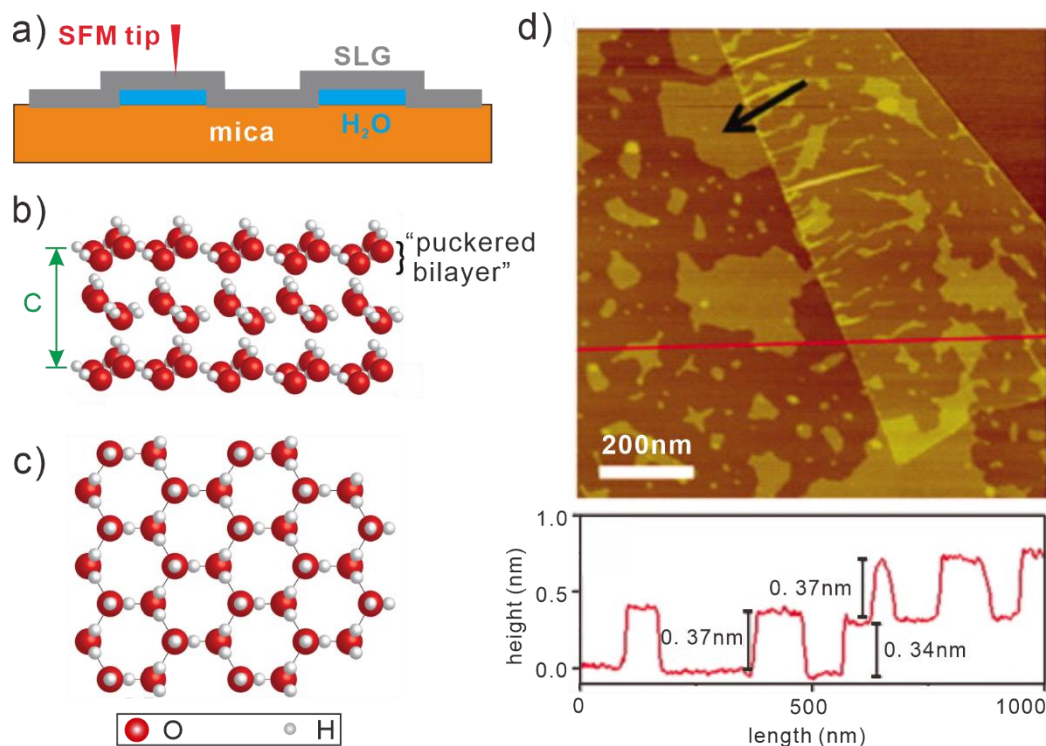 a)
SFM tip
SLG
mica
H₂O
b)
C
"puckered
bilayer"
c)
O
H
d)
200nm
1.0
0.5
0.0
height (nm)
0. 37nm
0. 37nm
0. 34nm
0
500
1000
length (nm)